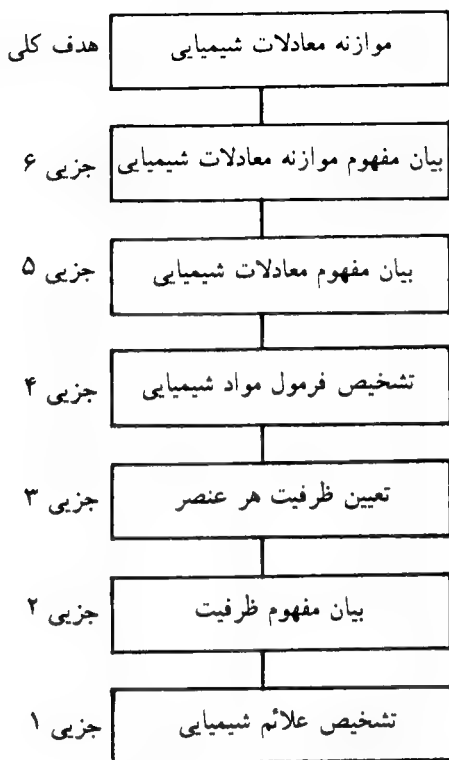 هدف کلی موازنه معادلات شیمیایی
جزیی ۶ بیان مفهوم موازنه معادلات شیمیایی
جزیی ۵ بیان مفهوم معادلات شیمیایی
جزیی ۴ تشخیص فرمول مواد شیمیایی
جزیی ۳ تعیین ظرفیت هر عنصر
جزیی ۲ بیان مفهوم ظرفیت
جزیی ۱ تشخیص علائم شیمیایی